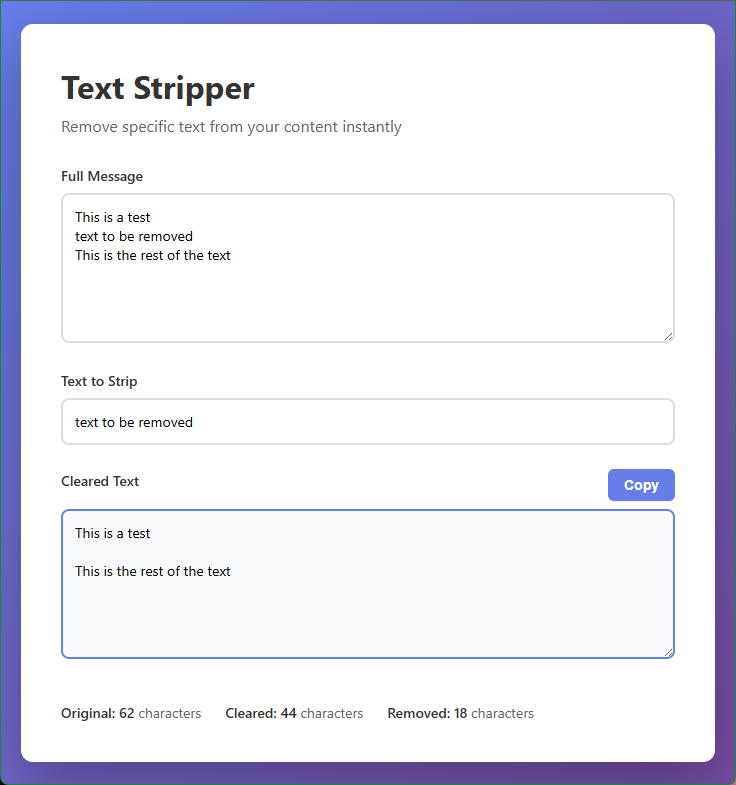 Text Stripper
Remove specific text from your content instantly
Full Message
This is a test
text to be removed
This is the rest of the text
Text to Strip
text to be removed
Cleared Text
Copy
This is a test
This is the rest of the text
Original: 62 characters Cleared: 44 characters Removed: 18 characters